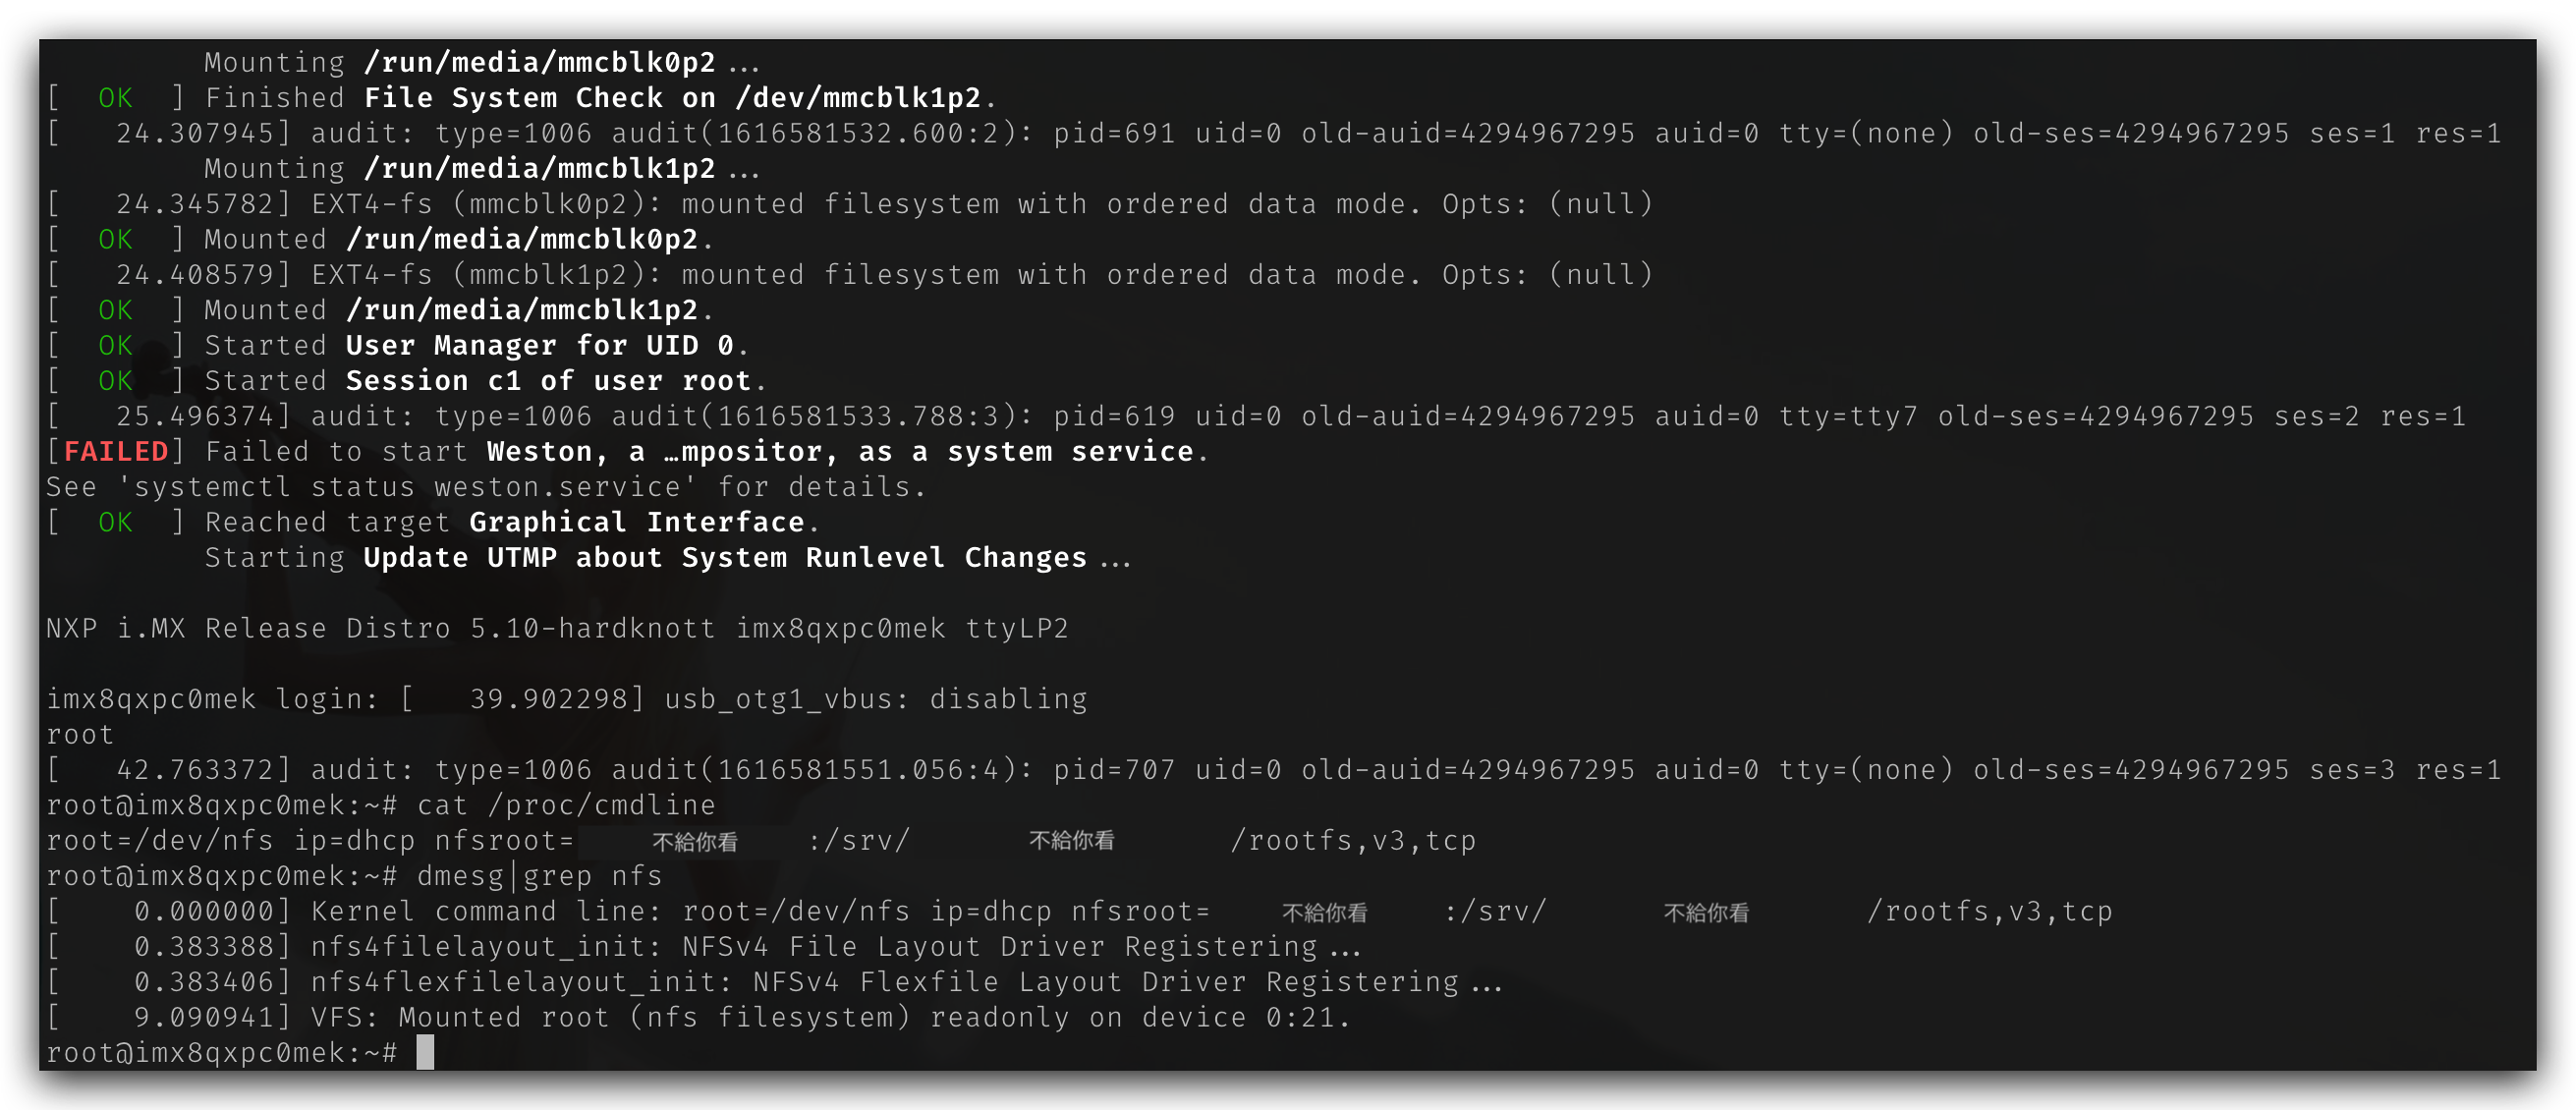 Mounting /run/media/mmcblk0p2...
[  OK  ] Finished File System Check on /dev/mmcblk1p2.
[   24.307945] audit: type=1006 audit(1616581532.600:2): pid=691 uid=0 old-auid=4294967295 auid=0 tty=(none) old-ses=4294967295 ses=1 res=1
Mounting /run/media/mmcblk1p2...
[   24.345782] EXT4-fs (mmcblk0p2): mounted filesystem with ordered data mode. Opts: (null)
[  OK  ] Mounted /run/media/mmcblk0p2.
[   24.408579] EXT4-fs (mmcblk1p2): mounted filesystem with ordered data mode. Opts: (null)
[  OK  ] Mounted /run/media/mmcblk1p2.
[  OK  ] Started User Manager for UID 0.
[  OK  ] Started Session c1 of user root.
[   25.496374] audit: type=1006 audit(1616581533.788:3): pid=619 uid=0 old-auid=4294967295 auid=0 tty=tty7 old-ses=4294967295 ses=2 res=1
[FAILED] Failed to start Weston, a …mpositor, as a system service.
See 'systemctl status weston.service' for details.
[  OK  ] Reached target Graphical Interface.
Starting Update UTMP about System Runlevel Changes...
NXP i.MX Release Distro 5.10-hardknott imx8qxpc0mek ttyLP2
imx8qxpc0mek login: [   39.902298] usb_otg1_vbus: disabling
root
[   42.763372] audit: type=1006 audit(1616581551.056:4): pid=707 uid=0 old-auid=4294967295 auid=0 tty=(none) old-ses=4294967295 ses=3 res=1
root@imx8qxpc0mek:~# cat /proc/cmdline
root=/dev/nfs ip=dhcp nfsroot= 不給你看 :/srv/ 不給你看 /rootfs,v3,tcp
root@imx8qxpc0mek:~# dmesg|grep nfs
[    0.000000] Kernel command line: root=/dev/nfs ip=dhcp nfsroot= 不給你看 :/srv/ 不給你看 /rootfs,v3,tcp
[    0.383388] nfs4filelayout_init: NFSv4 File Layout Driver Registering...
[    0.383406] nfs4flexfilelayout_init: NFSv4 Flexfile Layout Driver Registering...
[    9.090941] VFS: Mounted root (nfs filesystem) readonly on device 0:21.
root@imx8qxpc0mek:~#